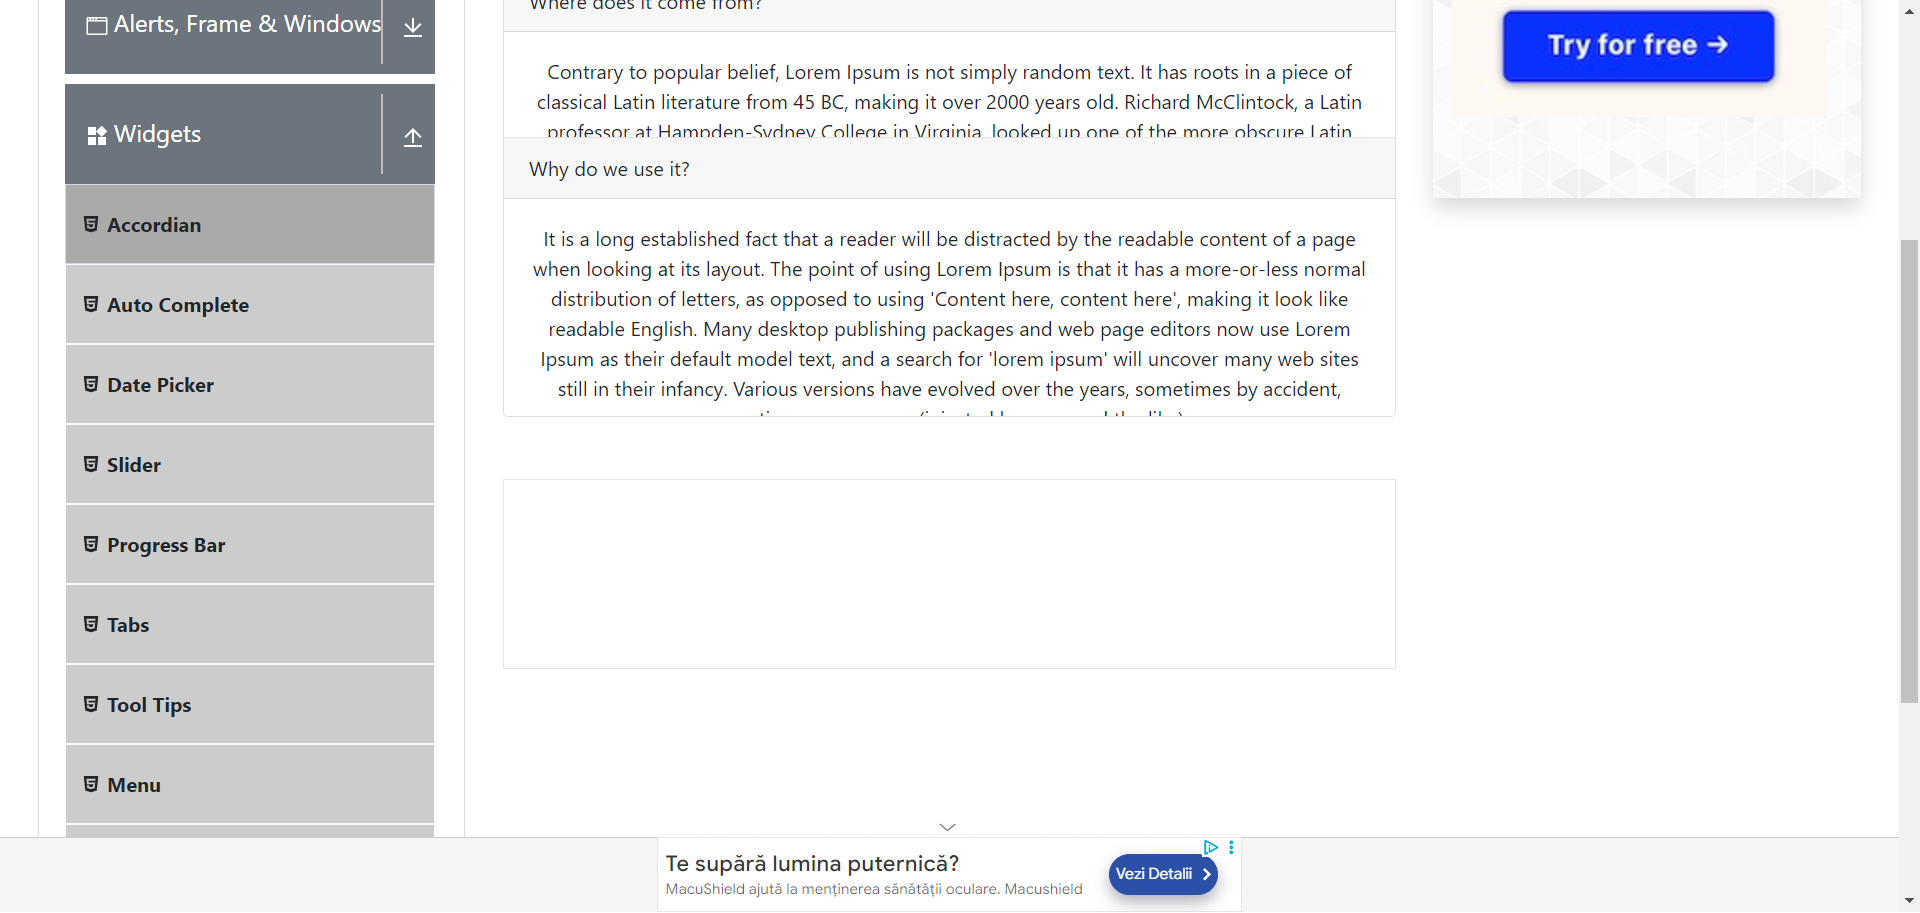 Alerts, Frame & Windows
Widgets
Accordian
Auto Complete
Date Picker
Slider
Progress Bar
Tabs
Tool Tips
Menu
Where does it come from?
Contrary to popular belief, Lorem Ipsum is not simply random text. It has roots in a piece of
classical Latin literature from 45 BC, making it over 2000 years old. Richard McClintock, a Latin
professor at Hampden-Sydney College in Virginia, looked up one of the more obscure Latin
Why do we use it?
It is a long established fact that a reader will be distracted by the readable content of a page
when looking at its layout. The point of using Lorem Ipsum is that it has a more-or-less normal
distribution of letters, as opposed to using 'Content here, content here', making it look like
readable English. Many desktop publishing packages and web page editors now use Lorem
Ipsum as their default model text, and a search for 'lorem ipsum' will uncover many web sites
still in their infancy. Various versions have evolved over the years, sometimes by accident,
Try for free →
Te supără lumina puternică?
MacuShield ajută la menținerea sănătății oculare. Macushield
Vezi Detalii